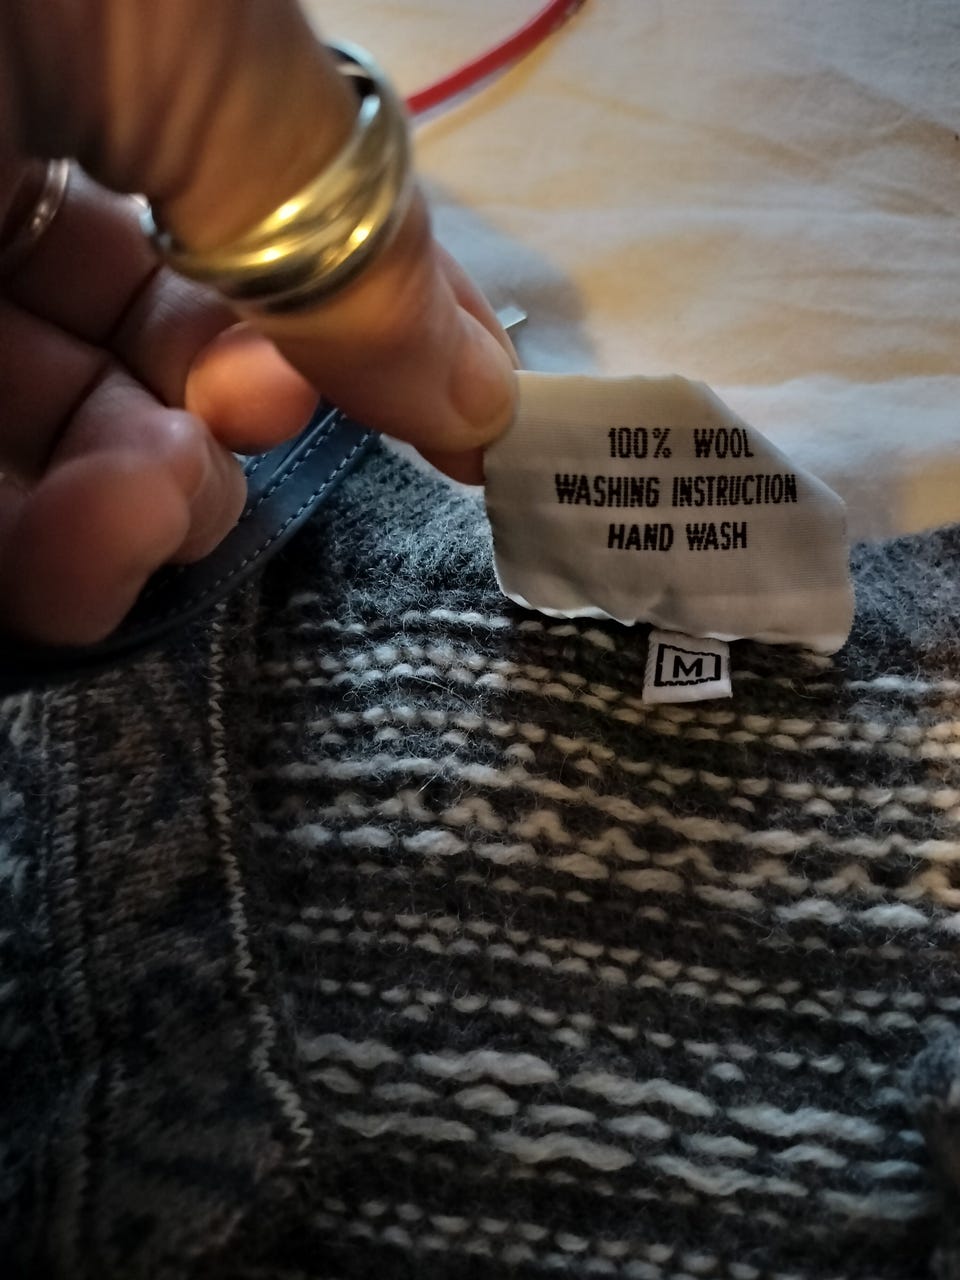 100% WOOL
WASHING INSTRUCTION
HAND WASH
M